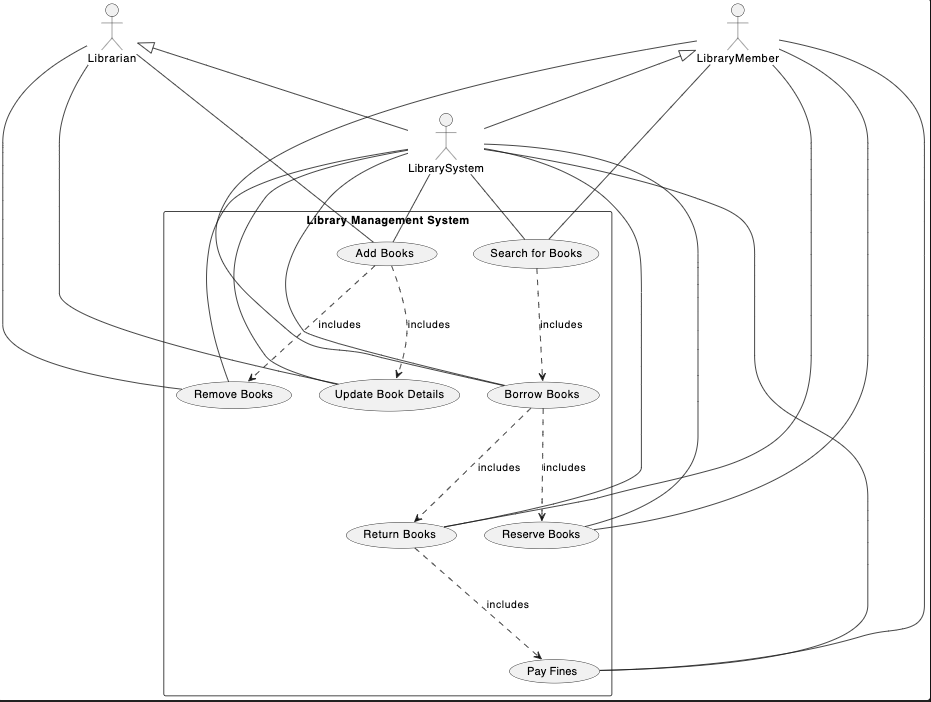 Librarian
LibraryMember
LibrarySystem
Library Management System
Add Books
Search for Books
includes
includes
includes
Remove Books
Update Book Details
Borrow Books
includes
includes
Return Books
Reserve Books
includes
Pay Fines